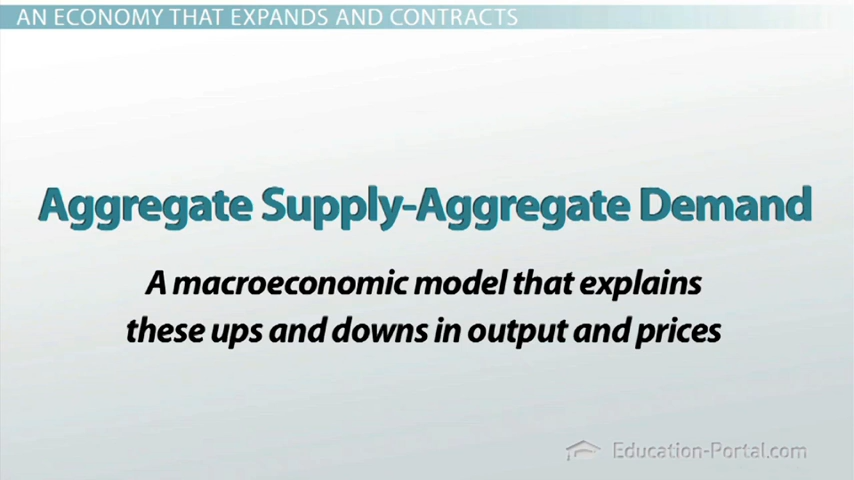 AN ECONOMY THAT EXPANDS AND CONTRACTS
Aggregate Supply-Aggregate Demand
A macroeconomic model that explains
these ups and downs in output and prices
Education-Portal.com